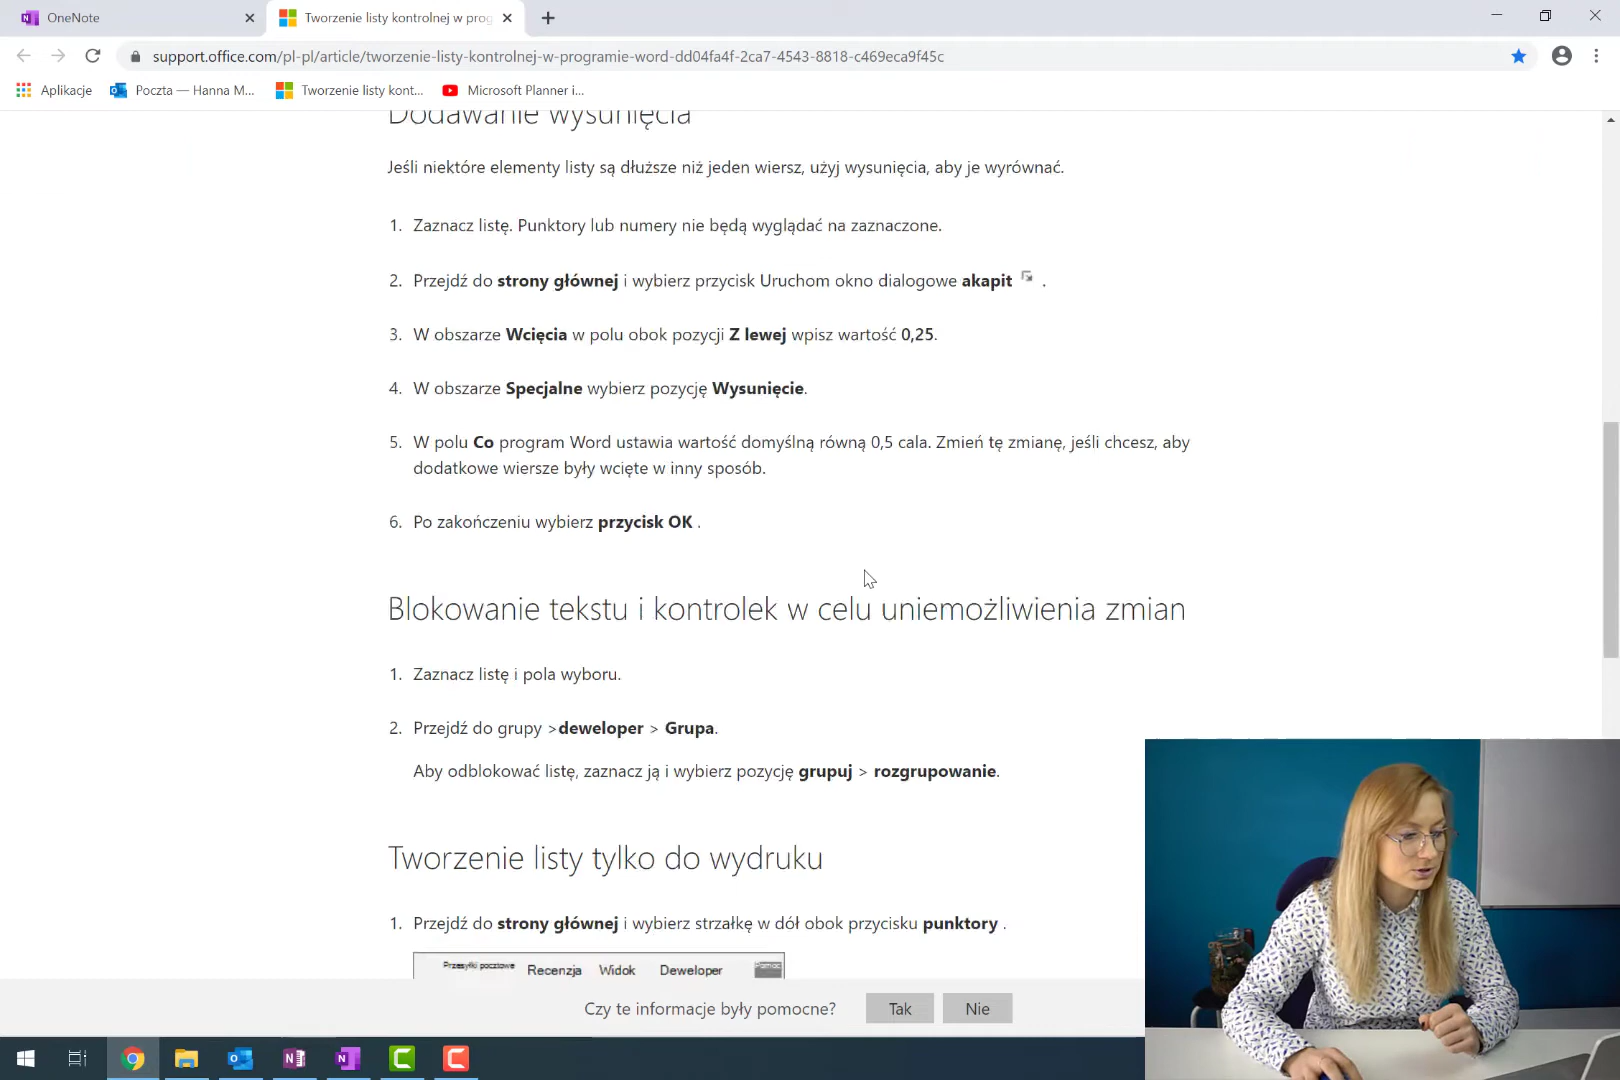 OneNote
Tworzenie listy kontrolnej w prog
support.office.com/pl-pl/article/tworzenie-listy-kontrolnej-w-programie-word-dd04fa4f-2ca7-4543-8818-c469eca9f45c
Aplikacje
Poczta — Hanna M...
Tworzenie listy kont...
Microsoft Planner i...
Dodawanie wysunięcia
Jeśli niektóre elementy listy są dłuższe niż jeden wiersz, użyj wysunięcia, aby je wyrównać.
1. Zaznacz listę. Punktory lub numery nie będą wyglądać na zaznaczone.
2. Przejdź do strony głównej i wybierz przycisk Uruchom okno dialogowe akapit .
3. W obszarze Wcięcia w polu obok pozycji Z lewej wpisz wartość 0,25.
4. W obszarze Specjalne wybierz pozycję Wysunięcie.
5. W polu Co program Word ustawia wartość domyślną równą 0,5 cala. Zmień tę zmianę, jeśli chcesz, aby
dodatkowe wiersze były wcięte w inny sposób.
6. Po zakończeniu wybierz przycisk OK .
Blokowanie tekstu i kontrolek w celu uniemożliwienia zmian
1. Zaznacz listę i pola wyboru.
2. Przejdź do grupy >deweloper > Grupa.
Aby odblokować listę, zaznacz ją i wybierz pozycję grupuj > rozgrupowanie.
Tworzenie listy tylko do wydruku
1. Przejdź do strony głównej i wybierz strzałkę w dół obok przycisku punktory .
Przesyłki pocztowe Recenzja Widok Deweloper Pomoc
Czy te informacje były pomocne?
Tak
Nie